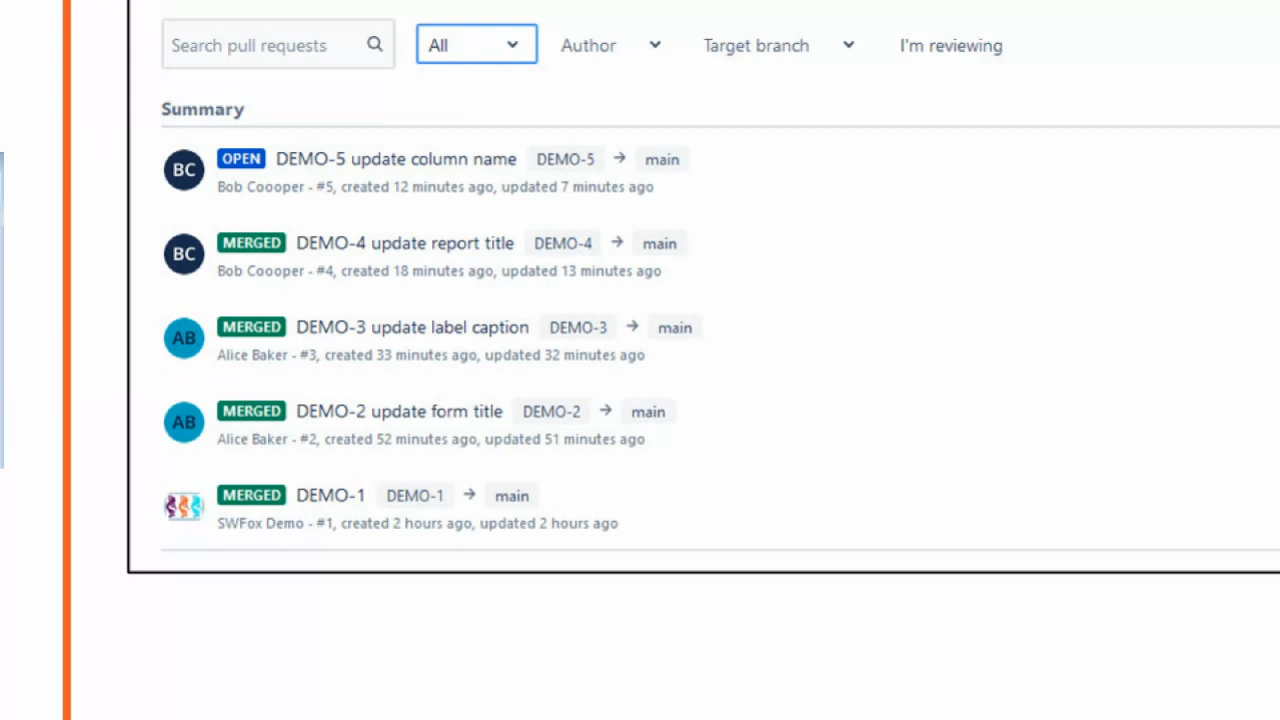 Search pull requests All Author Target branch I'm reviewing
Summary
BC OPEN DEMO-5 update column name DEMO-5 → main
Bob Coooper - #5, created 12 minutes ago, updated 7 minutes ago
BC MERGED DEMO-4 update report title DEMO-4 → main
Bob Coooper - #4, created 18 minutes ago, updated 13 minutes ago
AB MERGED DEMO-3 update label caption DEMO-3 → main
Alice Baker - #3, created 33 minutes ago, updated 32 minutes ago
AB MERGED DEMO-2 update form title DEMO-2 → main
Alice Baker - #2, created 52 minutes ago, updated 51 minutes ago
MERGED DEMO-1 DEMO-1 → main
SWFox Demo - #1, created 2 hours ago, updated 2 hours ago